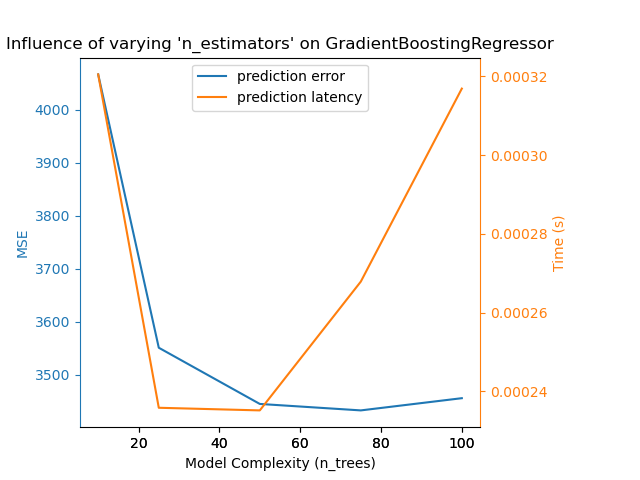 Influence of varying 'n_estimators' on GradientBoostingRegressor
prediction error
prediction latency
4000
3900
3800
3700
3600
3500
MSE
0.00032
0.00030
0.00028
0.00026
0.00024
Time (s)
20 40 60 80 100
Model Complexity (n_trees)